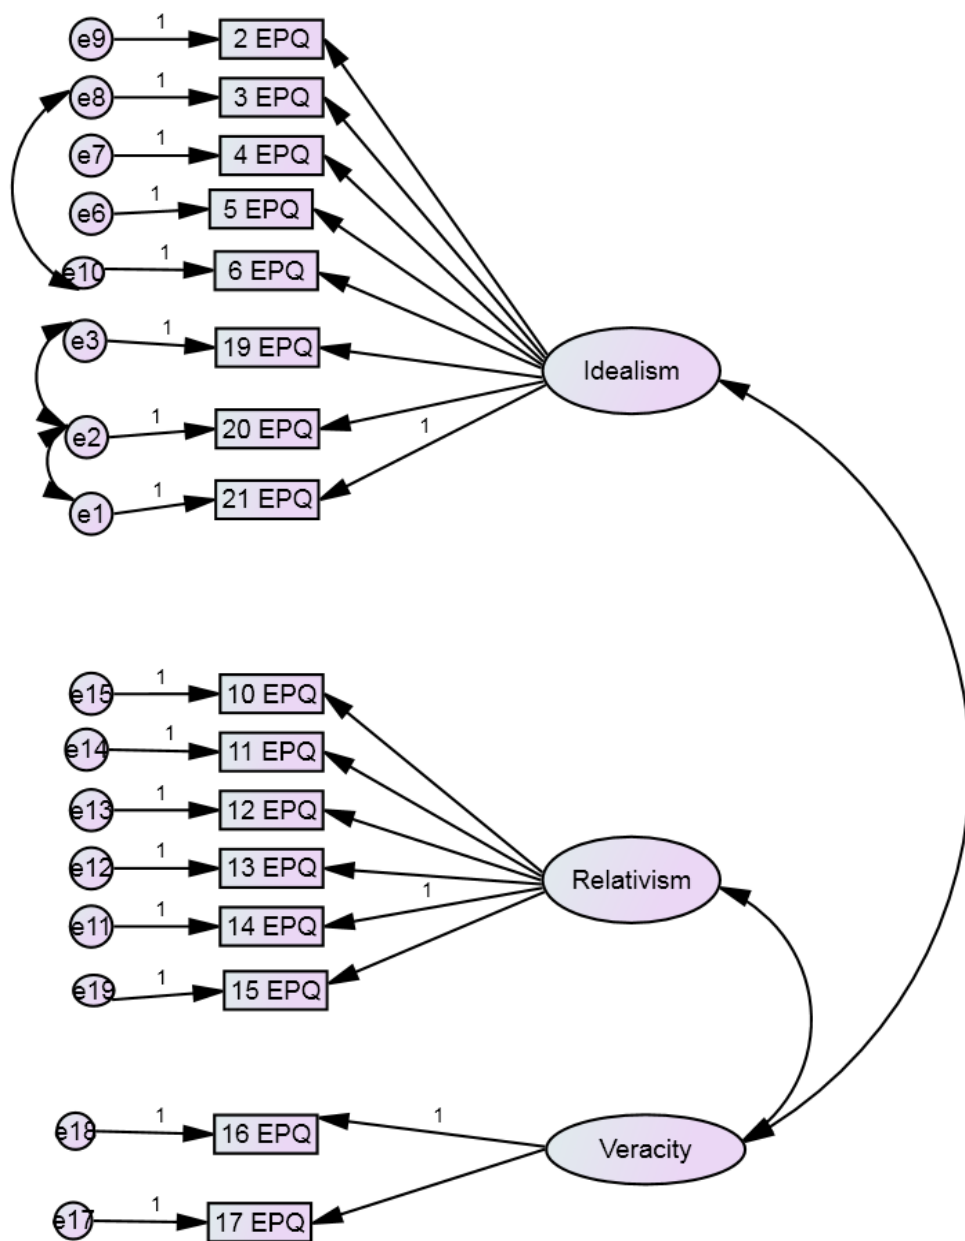 e9 1 2 EPQ
e8 1 3 EPQ
e7 1 4 EPQ
e6 1 5 EPQ
e10 1 6 EPQ
e3 1 19 EPQ
Idealism
e2 1 20 EPQ 1
e1 1 21 EPQ
e15 1 10 EPQ
e14 1 11 EPQ
e13 1 12 EPQ
e12 1 13 EPQ
Relativism
e11 1 14 EPQ 1
e19 1 15 EPQ
e18 1 16 EPQ 1
Veracity
e17 1 17 EPQ